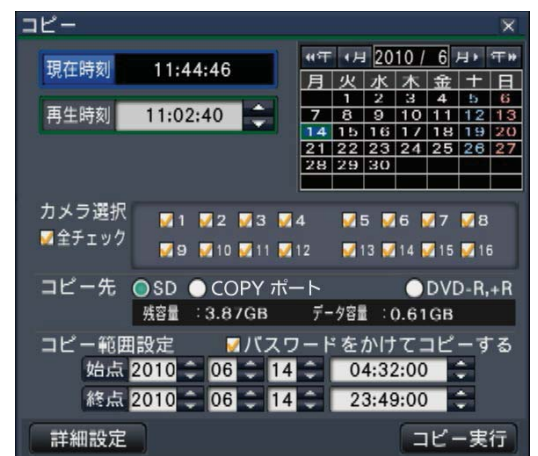 コピー
現在時刻 11:44:46
再生時刻 11:02:40
年 月 2010 / 6 月 年
月 火 水 木 金 土 日
1 2 3 4 5 6
7 8 9 10 11 12 13
14 15 16 17 18 19 20
21 22 23 24 25 26 27
28 29 30
カメラ選択
全チェック
1 2 3 4 5 6 7 8
9 10 11 12 13 14 15 16
コピー先 SD COPY ポート DVD-R,+R
残容量 :3.87GB データ容量 :0.61GB
コピー範囲設定 パスワードをかけてコピーする
始点 2010 06 14 04:32:00
終点 2010 06 14 23:49:00
詳細設定 コピー実行